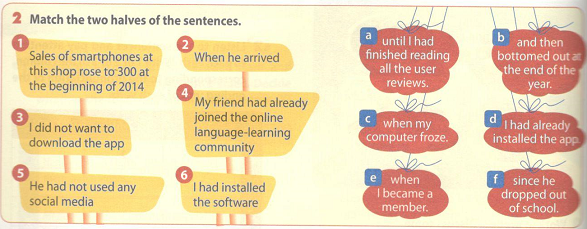 2 Match the two halves of the sentences.
1
Sales of smartphones at
this shop rose to 300 at
the beginning of 2014
2
When he arrived
3
I did not want to
download the app
4
My friend had already
joined the online
language-learning
community
5
He had not used any
social media
6
I had installed
the software
a
until I had
finished reading
all the user
reviews.
b
and then
bottomed out at
the end of the
year.
c
when my
computer froze.
d
I had already
installed the app.
e
when
I became a
member.
f
since he
dropped out
of school.